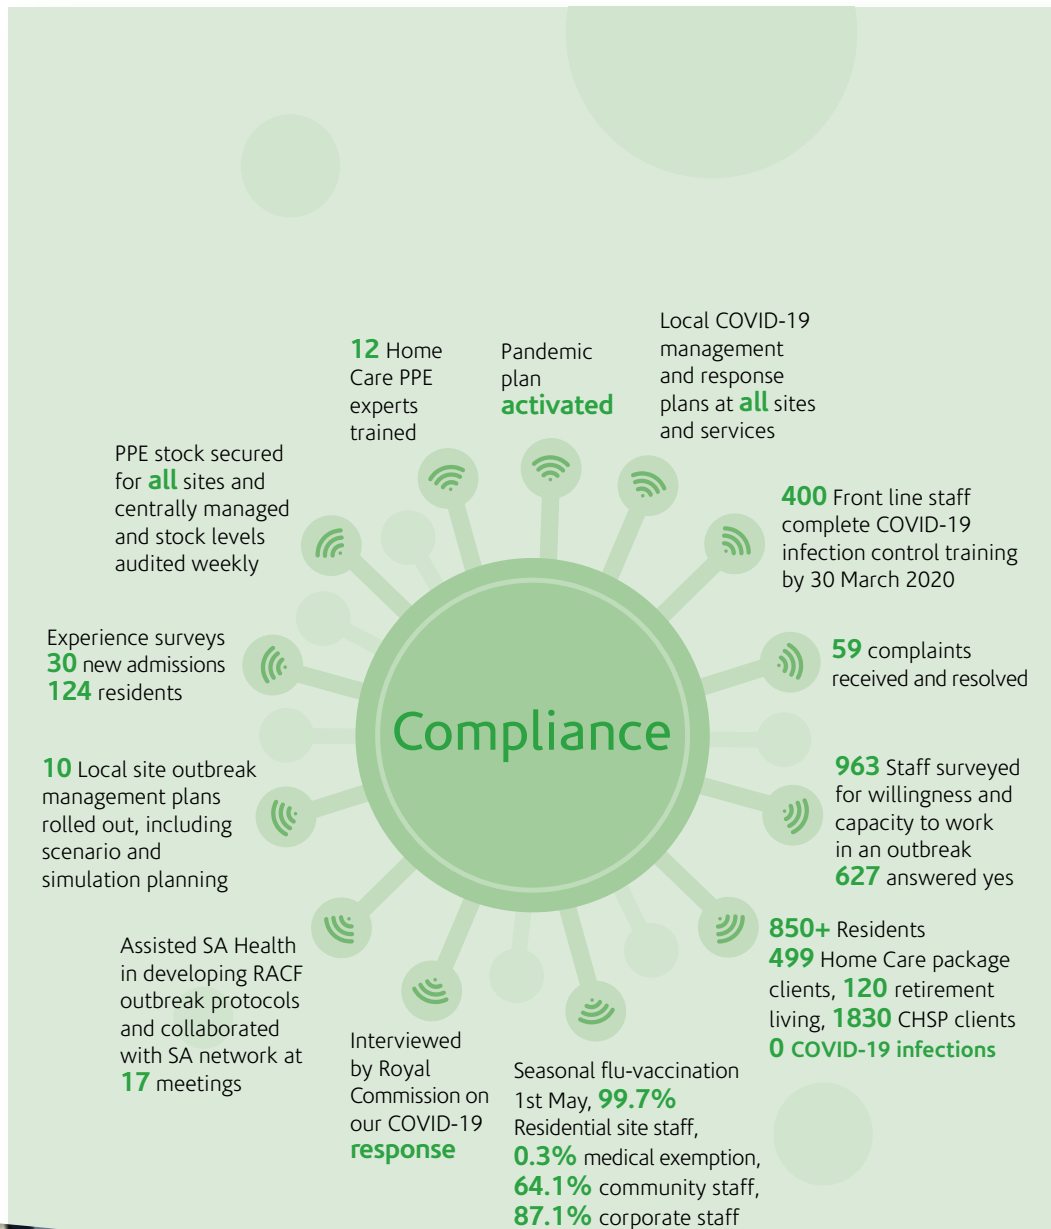 Local COVID-19
management
and response
plans at all sites
and services
12 Home
Care PPE
experts
trained
Pandemic
plan
activated
PPE stock secured
for all sites and
centrally managed
and stock levels
audited weekly
400 Front line staff
complete COVID-19
infection control training
by 30 March 2020
Experience surveys
30 new admissions
124 residents
59 complaints
received and resolved
Compliance
10 Local site outbreak
management plans
rolled out, including
scenario and
simulation planning
963 Staff surveyed
for willingness and
capacity to work
in an outbreak
627 answered yes
Assisted SA Health
in developing RACF
outbreak protocols
and collaborated
with SA network at
17 meetings
850+ Residents
499 Home Care package
clients, 120 retirement
living, 1830 CHSP clients
0 COVID-19 infections
Interviewed
by Royal
Commission on
our COVID-19
response
Seasonal flu-vaccination
1st May, 99.7%
Residential site staff,
0.3% medical exemption,
64.1% community staff,
87.1% corporate staff